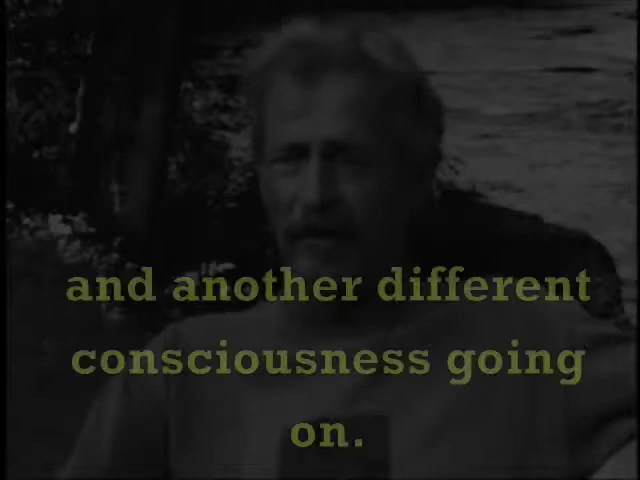 and another different
consciousness going
on.